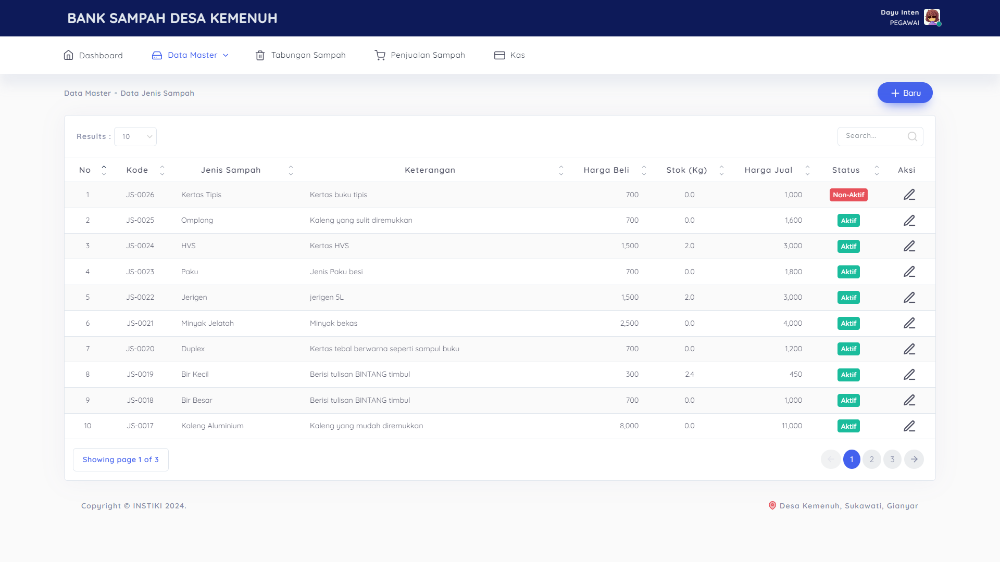 BANK SAMPAH DESA KEMENUH
Dayu Inten
PEGAWAI
Dashboard Data Master Tabungan Sampah Penjualan Sampah Kas
Data Master Data Jenis Sampah
Baru
Results : 10
Search...
No Kode Jenis Sampah Keterangan Harga Beli Stok (Kg) Harga Jual Status Aksi
1 JS-0026 Kertas Tipis Kertas buku tipis 700 0.0 1,000 Non-Aktif
2 JS-0025 Omplong Kaleng yang sulit diremukkan 700 0.0 1,600 Aktif
3 JS-0024 HVS Kertas HVS 1,500 2.0 3,000 Aktif
4 JS-0023 Paku Jenis Paku besi 700 0.0 1,800 Aktif
5 JS-0022 Jerigen jerigen 5L 1,500 2.0 3,000 Aktif
6 JS-0021 Minyak Jelatah Minyak bekas 2,500 0.0 4,000 Aktif
7 JS-0020 Duplex Kertas tebal berwarna seperti sampul buku 700 0.0 1,200 Aktif
8 JS-0019 Bir Kecil Berisi tulisan BINTANG timbul 300 2.4 450 Aktif
9 JS-0018 Bir Besar Berisi tulisan BINTANG timbul 700 0.0 1,000 Aktif
10 JS-0017 Kaleng Aluminium Kaleng yang mudah diremukkan 8,000 0.0 11,000 Aktif
Showing page 1 of 3
1 2 3
Copyright © INSTIKI 2024.
Desa Kemenuh, Sukawati, Gianyar